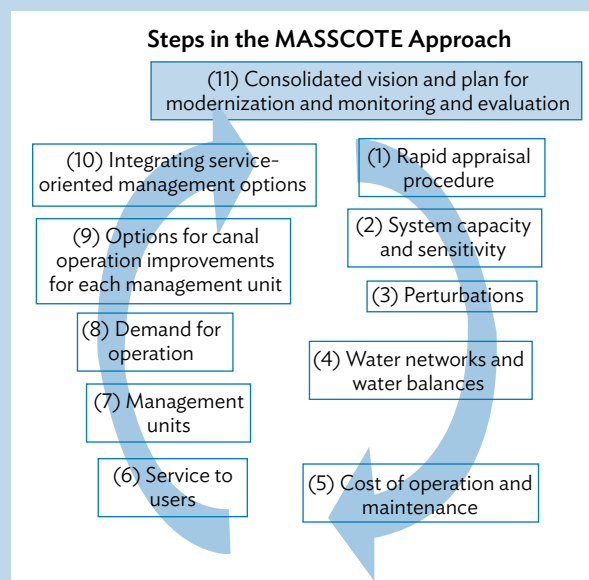 Steps in the MASSCOTE Approach
(11) Consolidated vision and plan for
modernization and monitoring and evaluation
(1) Rapid appraisal
procedure
(2) System capacity
and sensitivity
(3) Perturbations
(4) Water networks and
water balances
(5) Cost of operation and
maintenance
(6) Service to
users
(7) Management
units
(8) Demand for
operation
(9) Options for canal
operation improvements
for each management unit
(10) Integrating service-
oriented management options